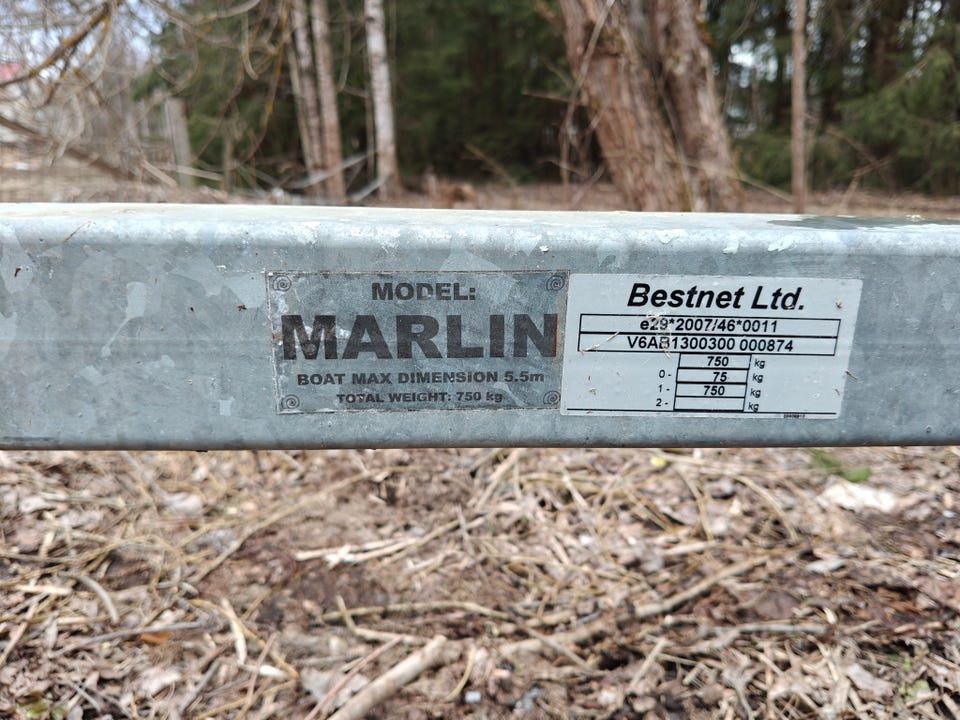 MODEL:
MARLIN
BOAT MAX DIMENSION 5.5m
TOTAL WEIGHT: 750 kg
Bestnet Ltd.
e29*2007/46*0011
V6AB1300300 000874
750 kg
0- 75 kg
1- 750 kg
2- kg